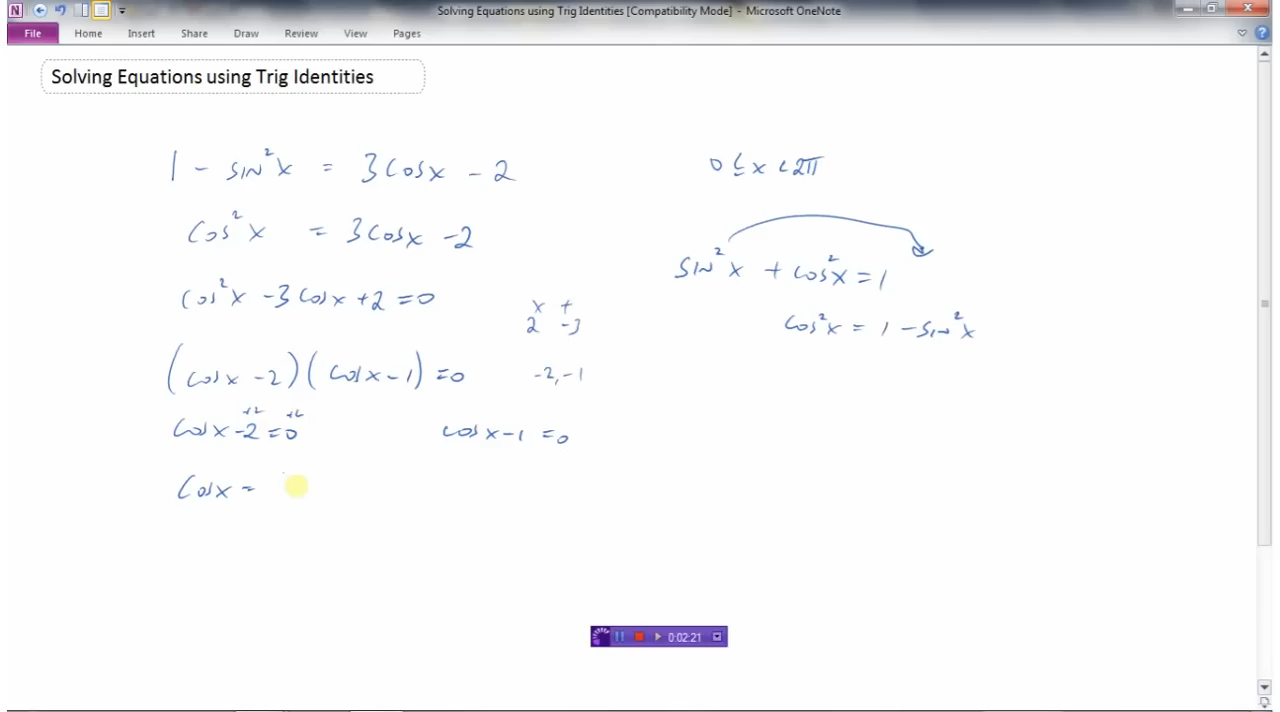 Solving Equations using Trig Identities [Compatibility Mode] - Microsoft OneNote
File Home Insert Share Draw Review View Pages
Solving Equations using Trig Identities
1 - sin²x = 3cosx - 2
0 ≤ x < 2π
cos²x = 3cosx - 2
sin²x + cos²x = 1
cos²x - 3cosx + 2 = 0
x +
2 -3
cos²x = 1 - sin²x
(cosx - 2)(cosx - 1) = 0
-2, -1
+2 +2
cosx - 2 = 0
cosx - 1 = 0
cosx =
0:02:21